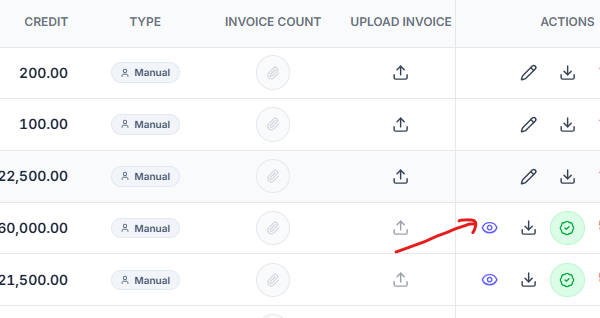 CREDIT TYPE INVOICE COUNT UPLOAD INVOICE ACTIONS
200.00 Manual
100.00 Manual
22,500.00 Manual
60,000.00 Manual
21,500.00 Manual